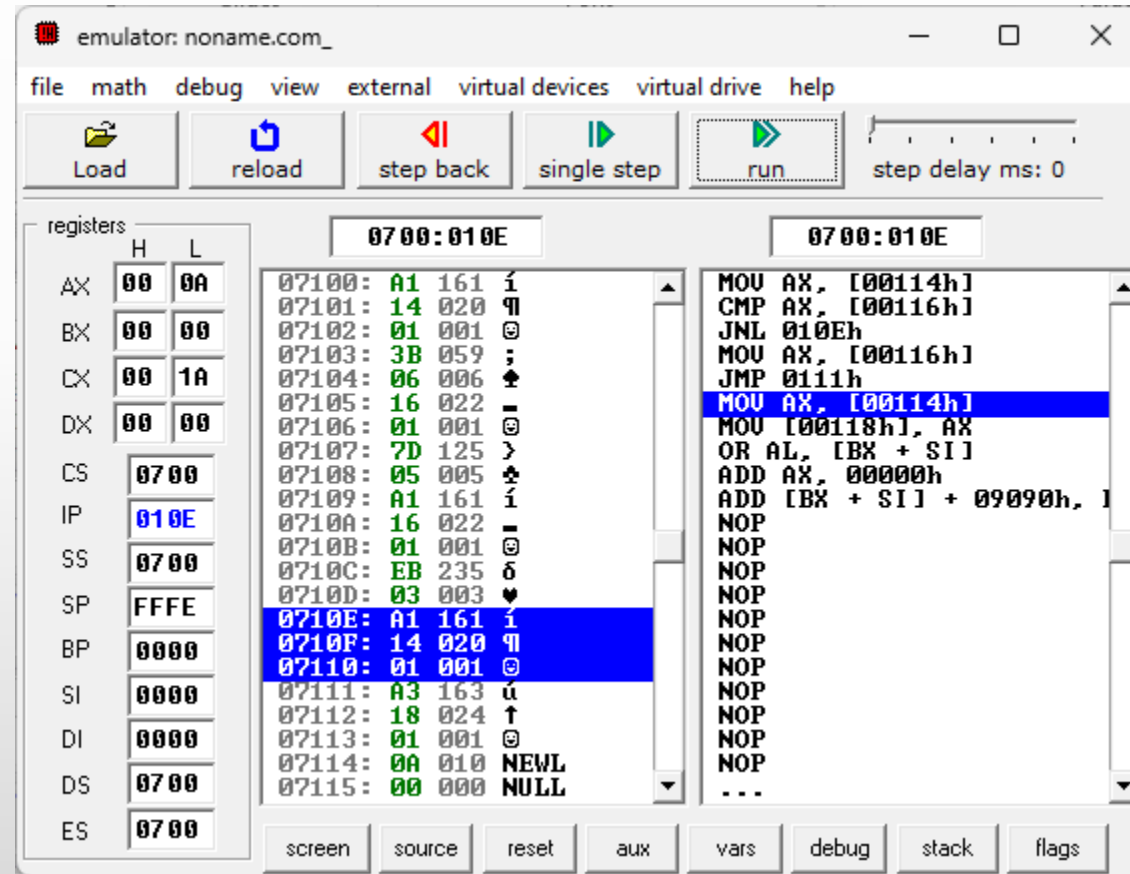 emulator: noname.com_
file math debug view external virtual devices virtual drive help
Load reload step back single step run step delay ms: 0
registers
H L
0700:010E
0700:010E
AX 00 0A
BX 00 00
CX 00 1A
DX 00 00
CS 0700
IP 010E
SS 0700
SP FFFE
BP 0000
SI 0000
DI 0000
DS 0700
ES 0700
07100: A1 161 í
07101: 14 020 ¶
07102: 01 001 ☺
07103: 3B 059 ;
07104: 06 006 ♠
07105: 16 022 ▬
07106: 01 001 ☺
07107: 7D 125 }
07108: 05 005 ♣
07109: A1 161 í
0710A: 16 022 ▬
0710B: 01 001 ☺
0710C: EB 235 δ
0710D: 03 003 ♥
0710E: A1 161 í
0710F: 14 020 ¶
07110: 01 001 ☺
07111: A3 163 ú
07112: 18 024 ↑
07113: 01 001 ☺
07114: 0A 010 NEWL
07115: 00 000 NULL
MOV AX, [00114h]
CMP AX, [00116h]
JNL 010Eh
MOV AX, [00116h]
JMP 0111h
MOV AX, [00114h]
MOV [00118h], AX
OR AL, [BX + SI]
ADD AX, 00000h
ADD [BX + SI] + 09090h,
NOP
NOP
NOP
NOP
NOP
NOP
NOP
NOP
NOP
NOP
NOP
...
screen source reset aux vars debug stack flags